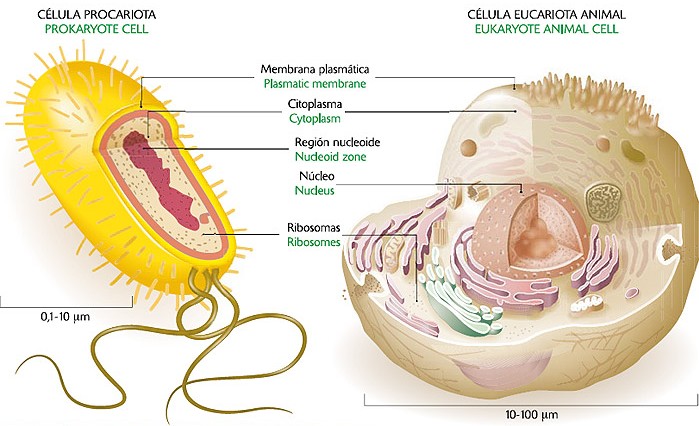 CÉLULA PROCARIOTA
PROKARYOTE CELL
CÉLULA EUCARIOTA ANIMAL
EUKARYOTE ANIMAL CELL
Membrana plasmática
Plasmatic membrane
Citoplasma
Cytoplasm
Región nucleoide
Nucleoid zone
Núcleo
Nucleus
Ribosomas
Ribosomes
0,1-10 μm
10-100 μm